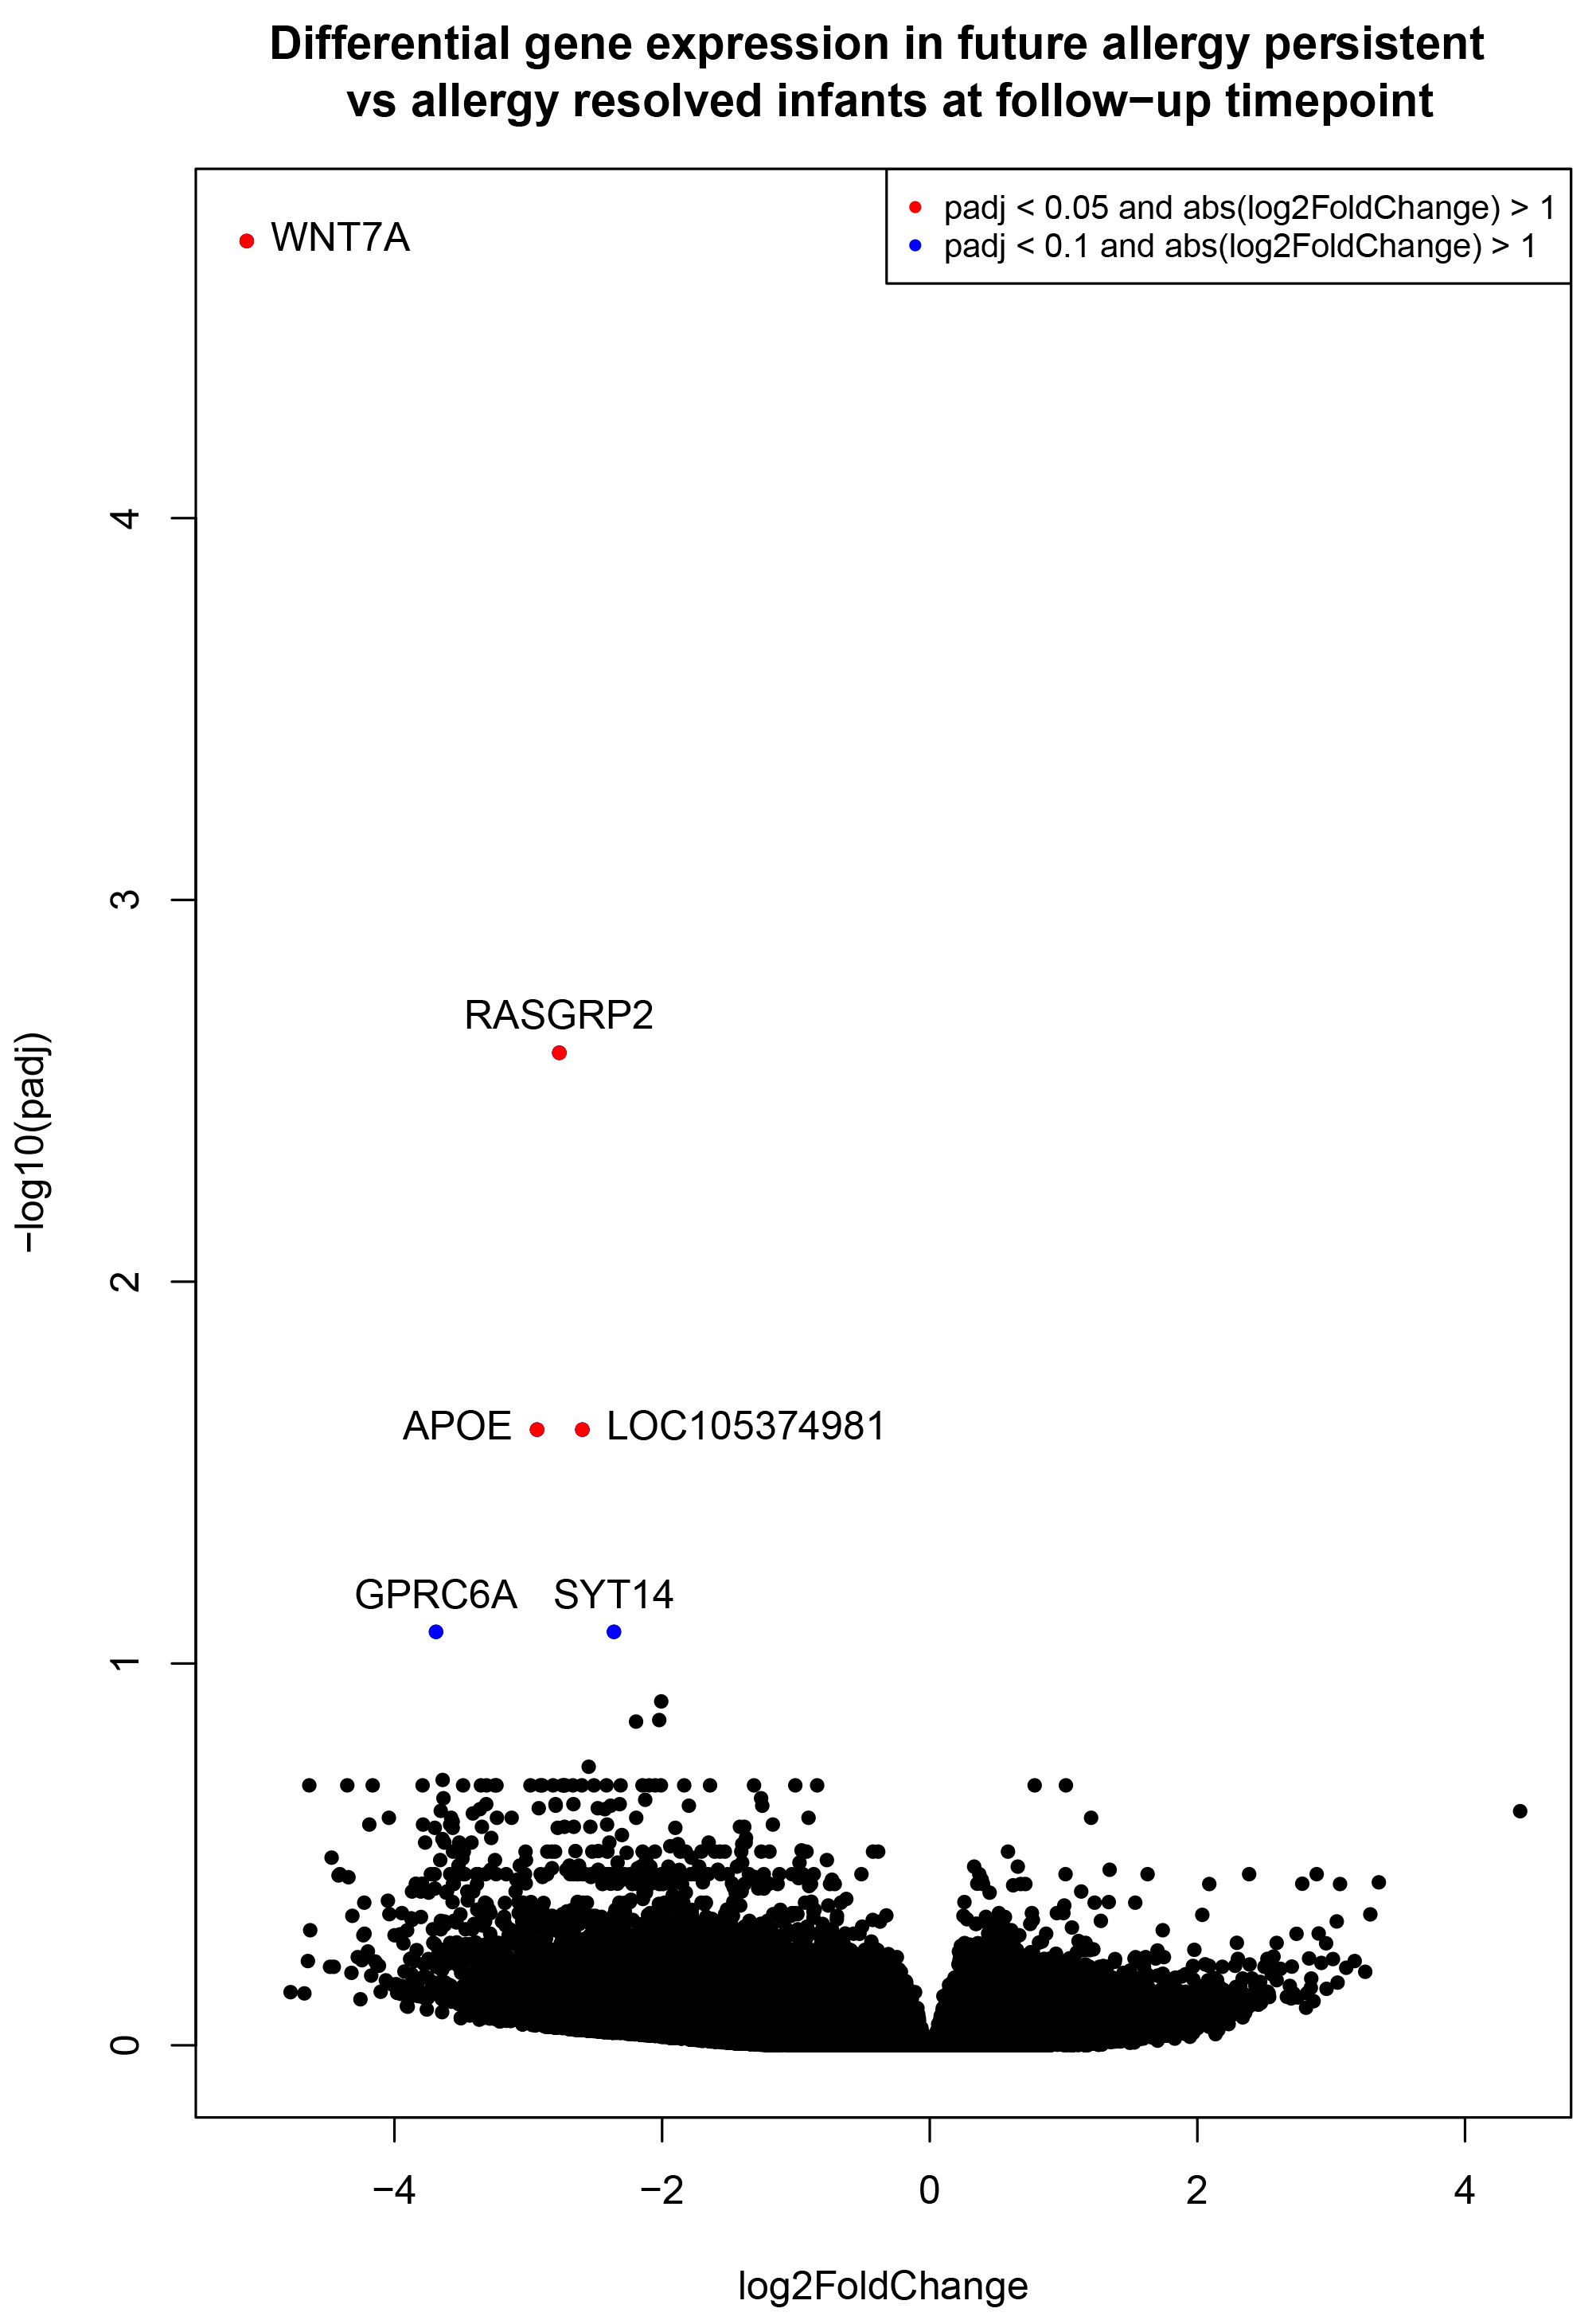 Differential gene expression in future allergy persistent
vs allergy resolved infants at follow−up timepoint
padj < 0.05 and abs(log2FoldChange) > 1
padj < 0.1 and abs(log2FoldChange) > 1
WNT7A
4
3
RASGRP2
−log10(padj)
2
APOE
LOC105374981
GPRC6A
SYT14
1
0
−4
−2
0
2
4
log2FoldChange